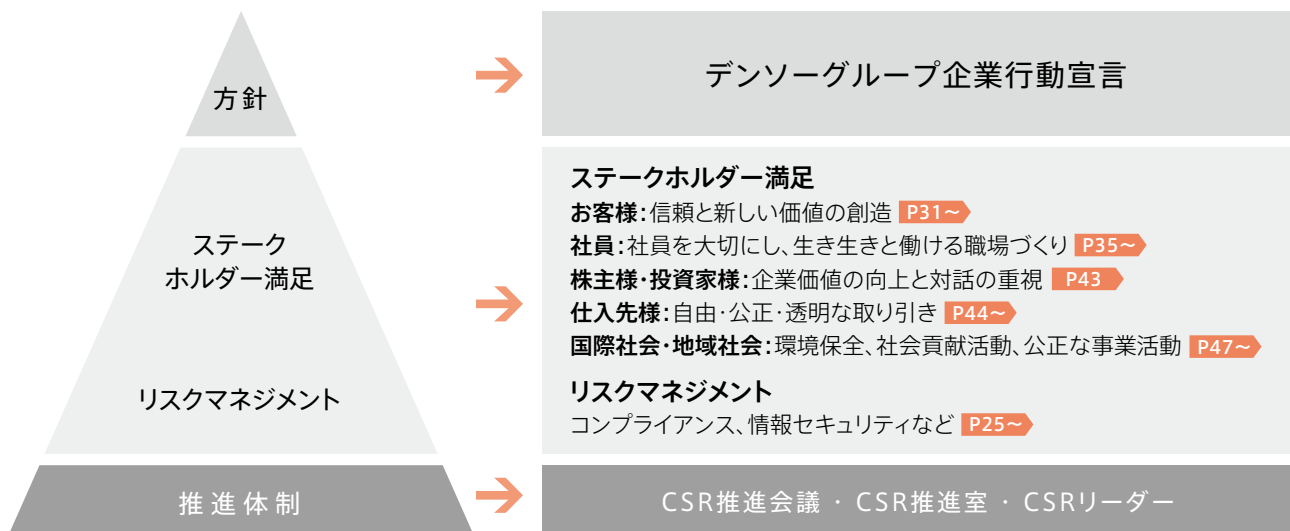 方針
デンソーグループ企業行動宣言
ステーク
ホルダー満足
リスクマネジメント
ステークホルダー満足
お客様：信頼と新しい価値の創造 P31～
社員：社員を大切にし、生き生きと働ける職場づくり P35～
株主様・投資家様：企業価値の向上と対話の重視 P43
仕入先様：自由・公正・透明な取り引き P44～
国際社会・地域社会：環境保全、社会貢献活動、公正な事業活動 P47～
リスクマネジメント
コンプライアンス、情報セキュリティなど P25～
推進体制
CSR推進会議 ・ CSR推進室 ・ CSRリーダー